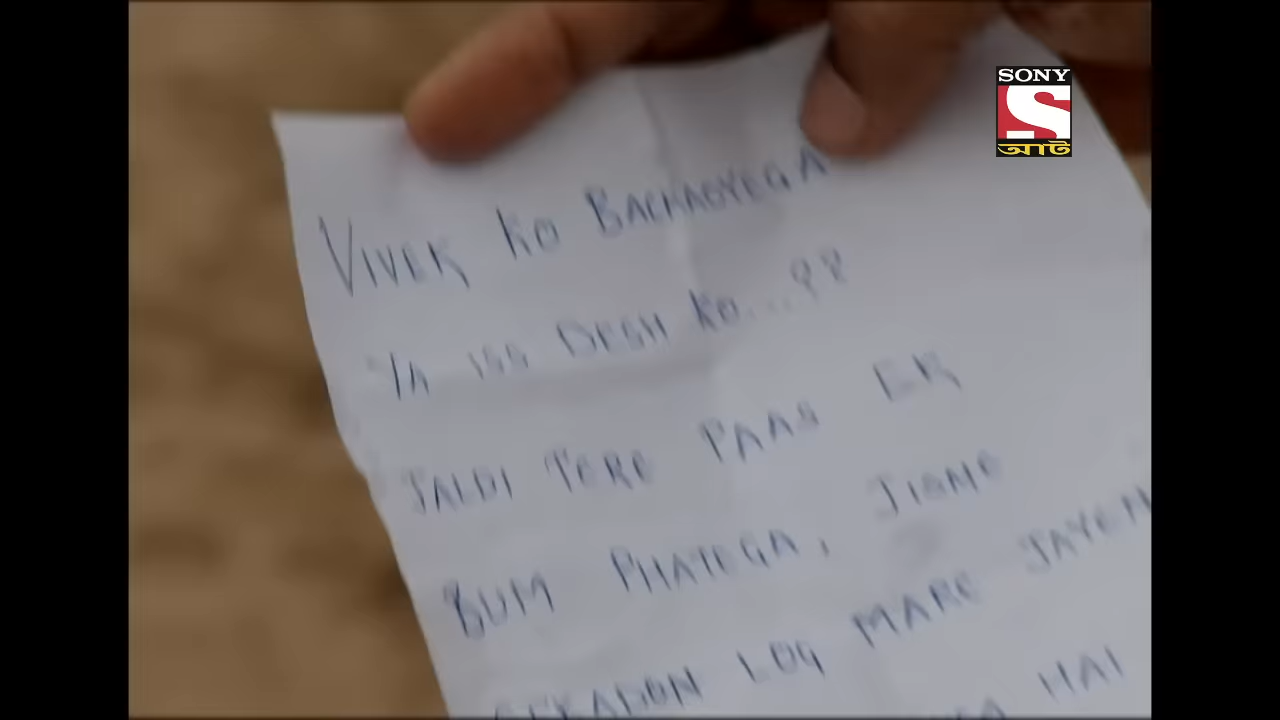 SONY
S
আট
VIVEK KO BACHAOYEGA
YA ISS DESH KO...??
JALDI TERE PAAS EK
BUM PHATEGA, JISME
SEKADON LOG MARE JAYEN
HAI